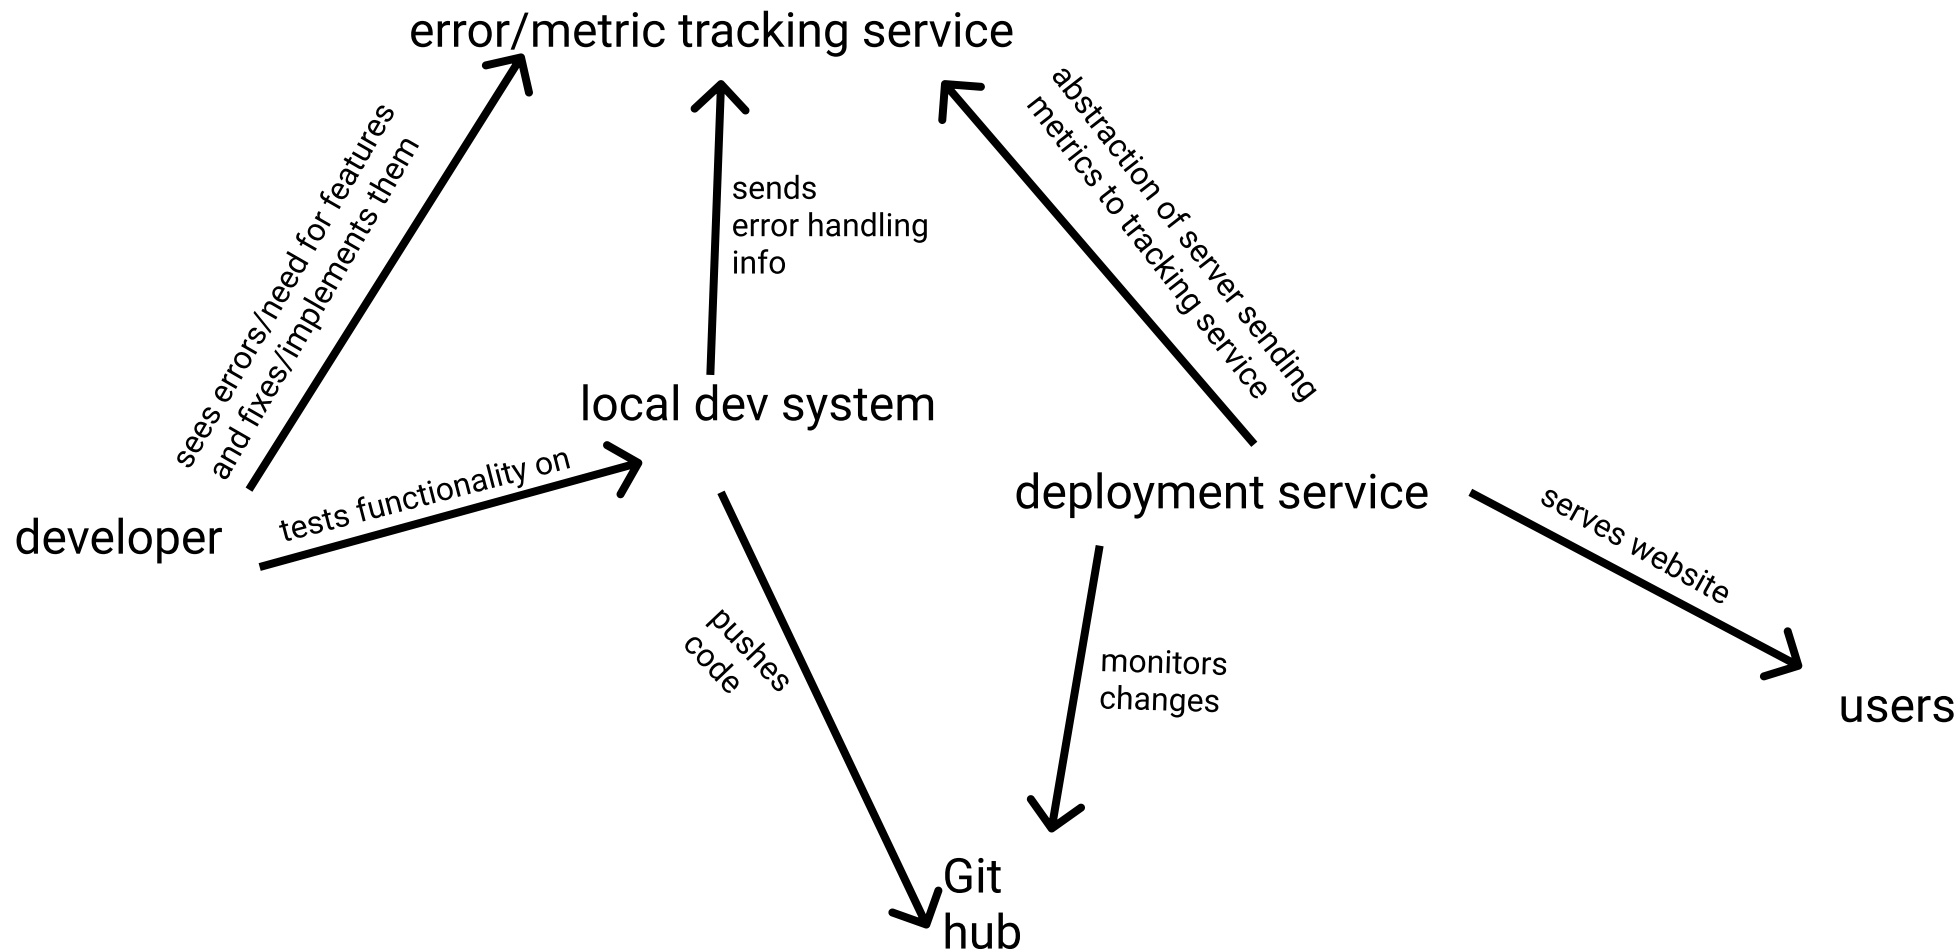 error/metric tracking service
sees errors/need for features
and fixes/implements them
sends
error handling
info
abstraction of server sending
metrics to tracking service
local dev system
tests functionality on
developer
deployment service
serves website
pushes
code
monitors
changes
users
Git
hub